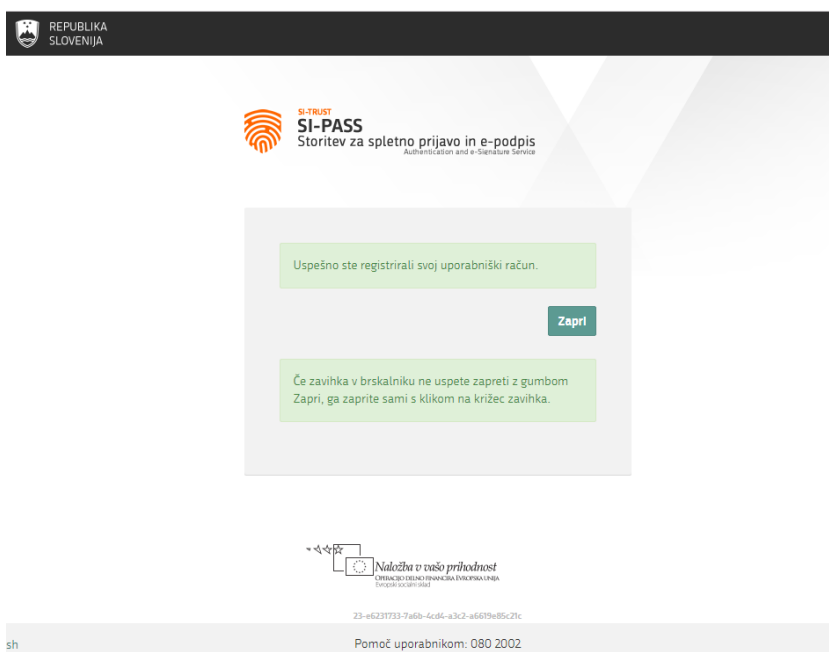 REPUBLIKA
SLOVENIJA
SI-TRUST
SI-PASS
Storitev za spletno prijavo in e-podpis
Authentication and e-Signature Service
Uspešno ste registrirali svoj uporabniški račun.
Zapri
Če zavihka v brskalniku ne uspete zapreti z gumbom
Zapri, ga zaprite sami s klikom na križec zavihka.
Naložba v vašo prihodnost
OPERACIJO DELNO FINANCIRA EVROPSKA UNIJA
Evropski socialni sklad
23-e6231733-7a6b-4cd4-a3c2-a6619e85c21c
sh
Pomoč uporabnikom: 080 2002